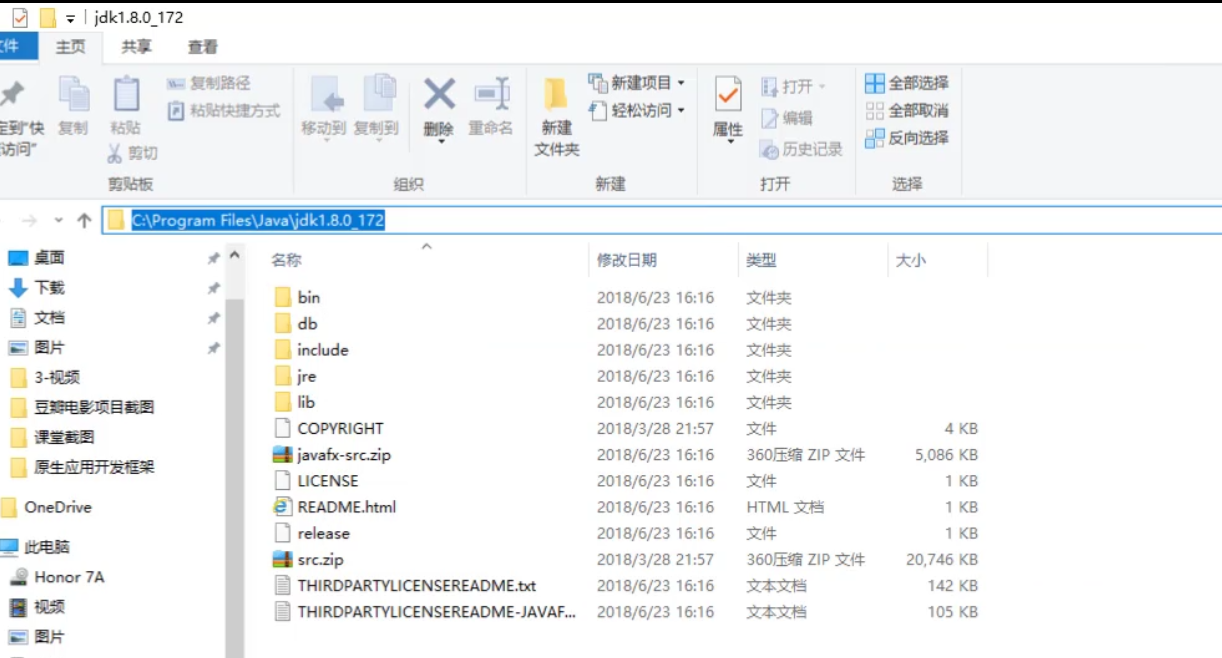 jdk1.8.0_172
文件 主页 共享 查看
复制 粘贴 复制路径 粘贴快捷方式 剪切
移动到 复制到 删除 重命名
新建文件夹 新建项目 轻松访问
属性 打开 编辑 历史记录
全部选择 全部取消 反向选择
定到"快
访问"
剪贴板 组织 新建 打开 选择
C:\Program Files\Java\jdk1.8.0_172
桌面
下载
文档
图片
3-视频
豆瓣电影项目截图
课堂截图
原生应用开发框架
OneDrive
此电脑
Honor 7A
视频
图片
名称 修改日期 类型 大小
bin 2018/6/23 16:16 文件夹
db 2018/6/23 16:16 文件夹
include 2018/6/23 16:16 文件夹
jre 2018/6/23 16:16 文件夹
lib 2018/6/23 16:16 文件夹
COPYRIGHT 2018/3/28 21:57 文件 4 KB
javafx-src.zip 2018/6/23 16:16 360压缩 ZIP 文件 5,086 KB
LICENSE 2018/6/23 16:16 文件 1 KB
README.html 2018/6/23 16:16 HTML 文档 1 KB
release 2018/6/23 16:16 文件 1 KB
src.zip 2018/3/28 21:57 360压缩 ZIP 文件 20,746 KB
THIRDPARTYLICENSEREADME.txt 2018/6/23 16:16 文本文档 142 KB
THIRDPARTYLICENSEREADME-JAVAF... 2018/6/23 16:16 文本文档 105 KB